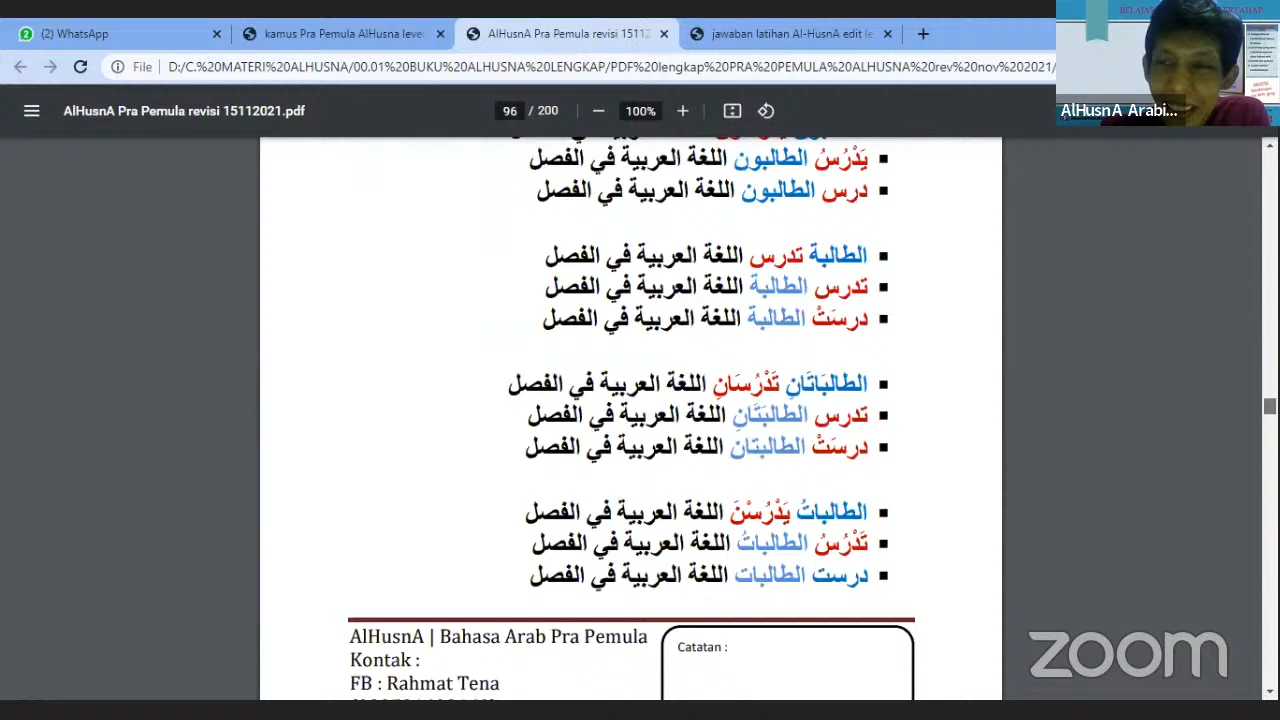 (2) WhatsApp
kamus Pra Pemula AlHusna leve
AlHusnA Pra Pemula revisi 15112
jawaban latihan Al-HusnA edit le
File
D:/C.%20MATERI%20ALHUSNA/00.01%20BUKU%20ALHUSNA%20LENGKAP/PDF%20lengkap%20PRA%20PEMULA%20ALHUSNA%20rev%20nov%202021/
AlHusnA Pra Pemula revisi 15112021.pdf
96 / 200
100%
AlHusnA Arabi...
يَدْرُسُ الطالبون اللغة العربية في الفصل
درس الطالبون اللغة العربية في الفصل
الطالبة تدرس اللغة العربية في الفصل
تدرس الطالبة اللغة العربية في الفصل
درسَتْ الطالبة اللغة العربية في الفصل
الطالبَاتَانِ تَدْرُسَانِ اللغة العربية في الفصل
تدرس الطالبَتَانِ اللغة العربية في الفصل
درسَتْ الطالبتان اللغة العربية في الفصل
الطالباتُ يَدْرُسْنَ اللغة العربية في الفصل
تَدْرُسُ الطالباتُ اللغة العربية في الفصل
درست الطالبات اللغة العربية في الفصل
AlHusnA | Bahasa Arab Pra Pemula
Kontak :
FB : Rahmat Tena
Catatan :
zoom